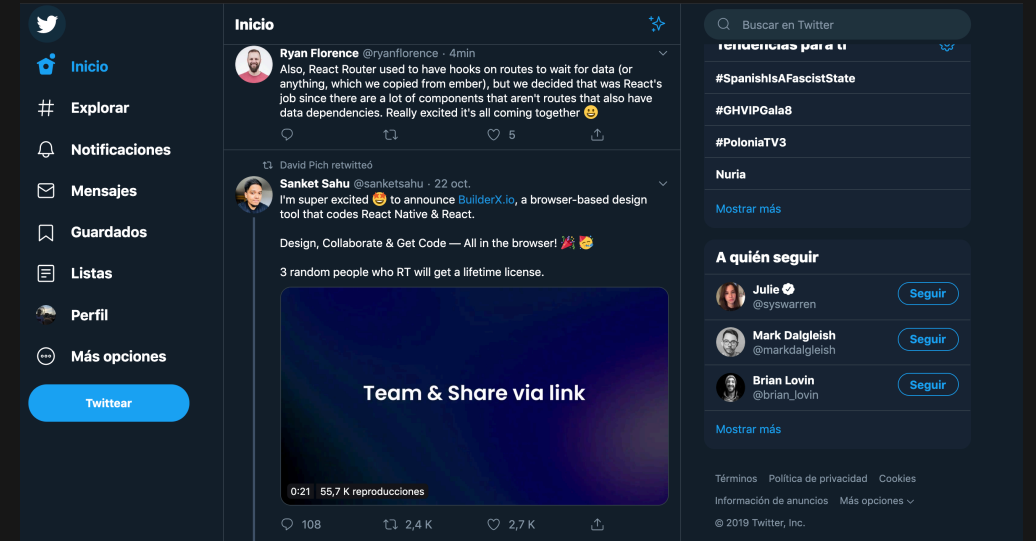 Inicio
Explorar
Notificaciones
Mensajes
Guardados
Listas
Perfil
Más opciones
Twittear
Inicio
Ryan Florence @ryanflorence · 4min
Also, React Router used to have hooks on routes to wait for data (or
anything, which we copied from ember), but we decided that was React's
job since there are a lot of components that aren't routes that also have
data dependencies. Really excited it's all coming together 😃
5
David Pich retwitteó
Sanket Sahu @sanketsahu · 22 oct.
I'm super excited 🤩 to announce BuilderX.io, a browser-based design
tool that codes React Native & React.
Design, Collaborate & Get Code — All in the browser! 🎉 🥳
3 random people who RT will get a lifetime license.
Team & Share via link
0:21 55,7 K reproducciones
108 2,4 K 2,7 K
Buscar en Twitter
Tendencias para ti
#SpanishIsAFascistState
#GHVIPGala8
#PoloniaTV3
Nuria
Mostrar más
A quién seguir
Julie
@syswarren
Seguir
Mark Dalgleish
@markdalgleish
Seguir
Brian Lovin
@brian_lovin
Seguir
Mostrar más
Términos Política de privacidad Cookies
Información de anuncios Más opciones
© 2019 Twitter, Inc.